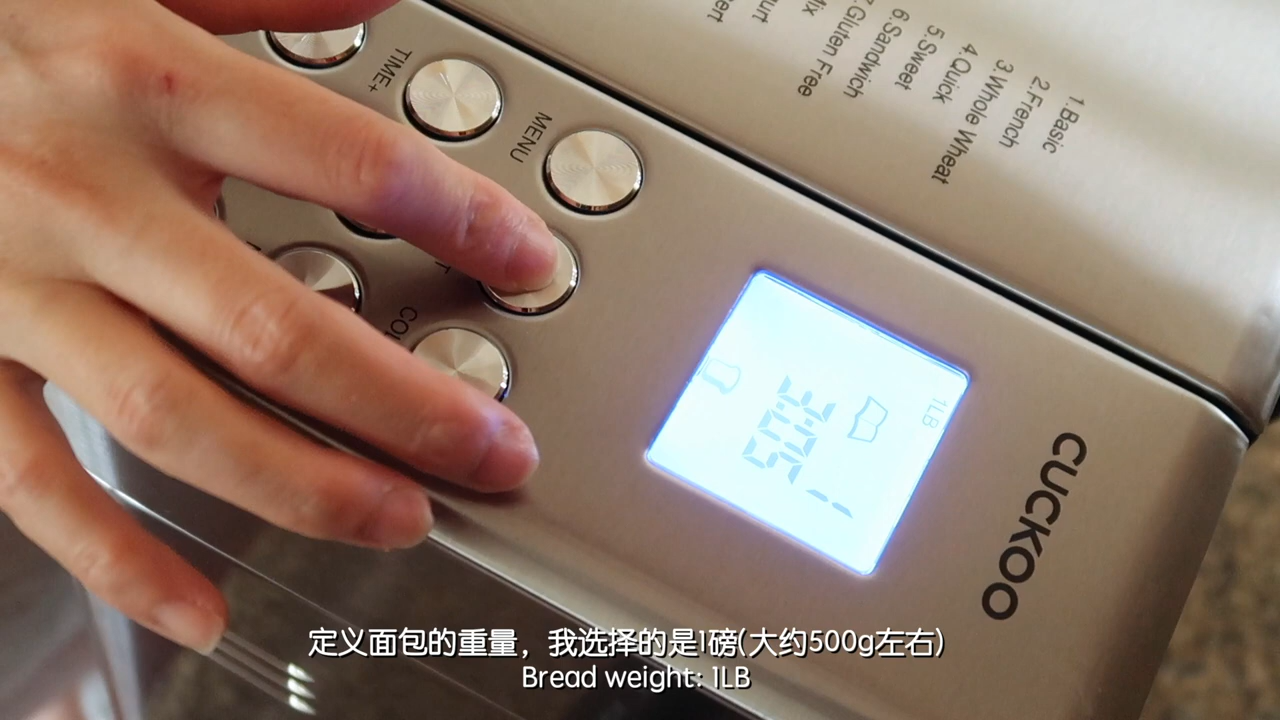 1.Basic
2.French
3.Whole Wheat
4.Quick
5.Sweet
6.Sandwich
7.Gluten Free
MENU
TIME+
COL
1LB
CUCKOO
定义面包的重量，我选择的是1磅(大约500g左右)
Bread weight: 1LB